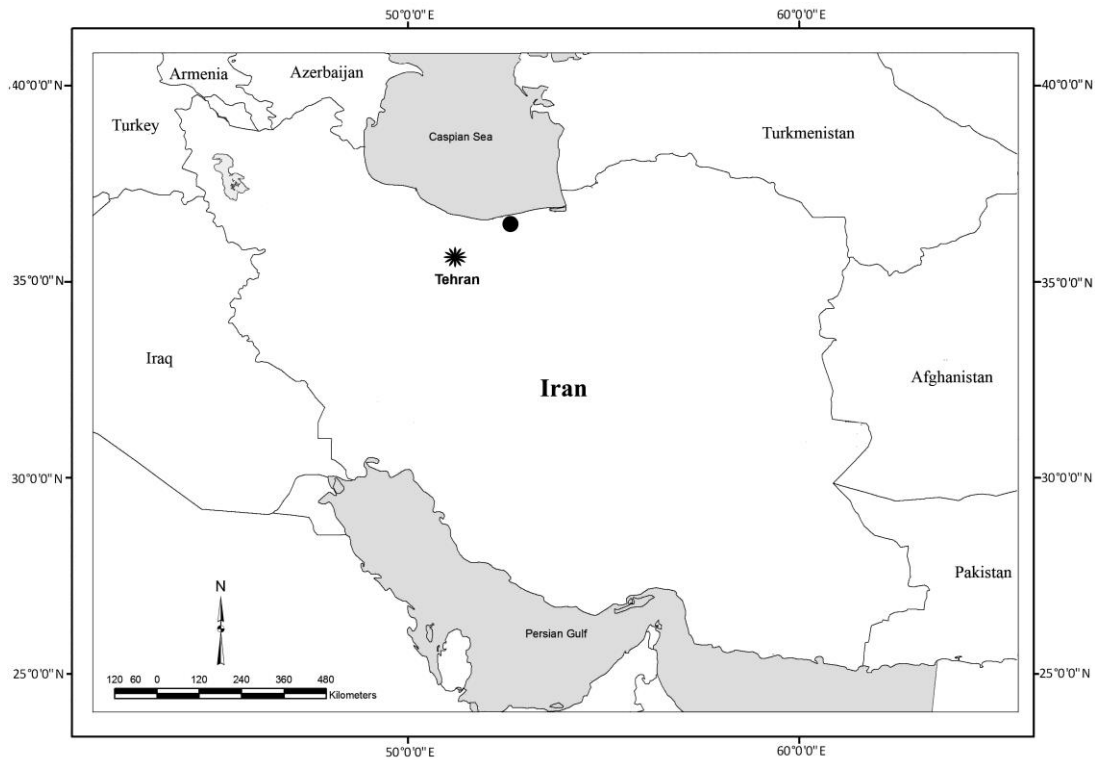 50°0'0"E
60°0'0"E
40°0'0"N
40°0'0"N
Armenia
Azerbaijan
Turkey
Caspian Sea
Turkmenistan
Tehran
35°0'0"N
35°0'0"N
Iraq
Iran
Afghanistan
30°0'0"N
30°0'0"N
Pakistan
N
Persian Gulf
25°0'0"N
25°0'0"N
120 60 0 120 240 360 480
Kilometers
50°0'0"E
60°0'0"E